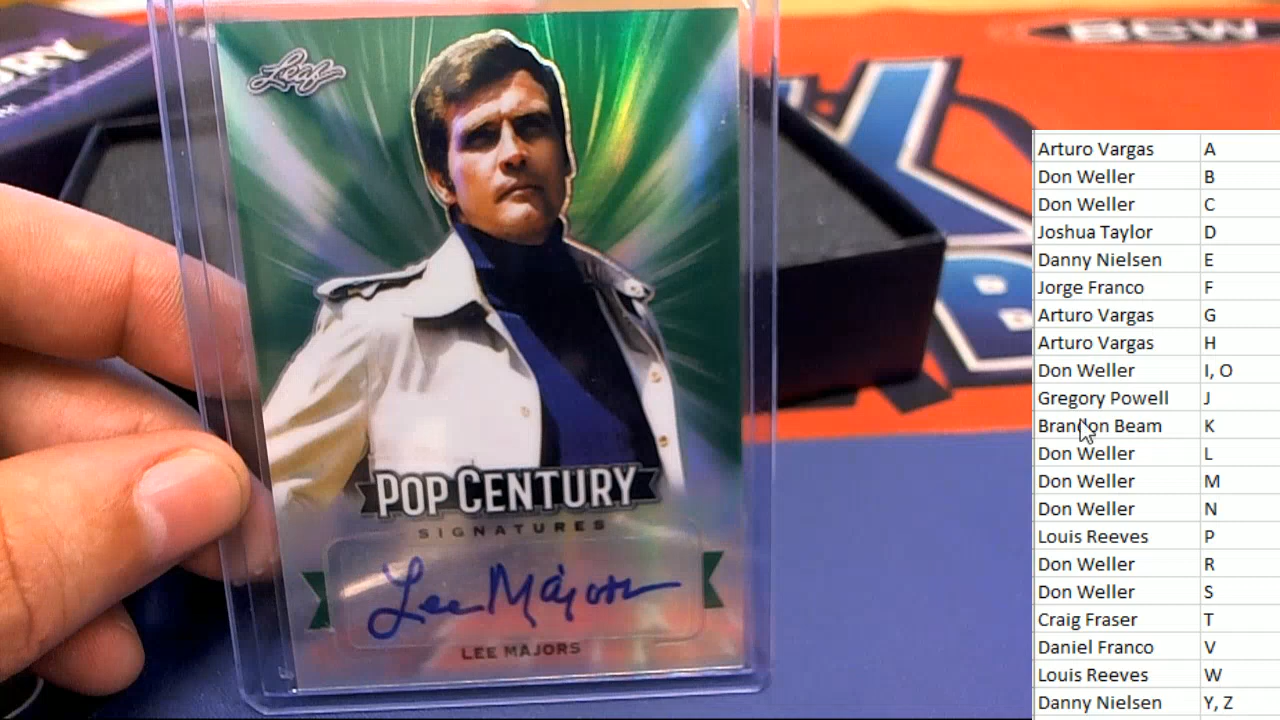 Leaf
POP CENTURY
SIGNATURES
Lee Majors
LEE MAJORS
BCW
Arturo Vargas A
Don Weller B
Don Weller C
Joshua Taylor D
Danny Nielsen E
Jorge Franco F
Arturo Vargas G
Arturo Vargas H
Don Weller I, O
Gregory Powell J
Brandon Beam K
Don Weller L
Don Weller M
Don Weller N
Louis Reeves P
Don Weller R
Don Weller S
Craig Fraser T
Daniel Franco V
Louis Reeves W
Danny Nielsen Y, Z